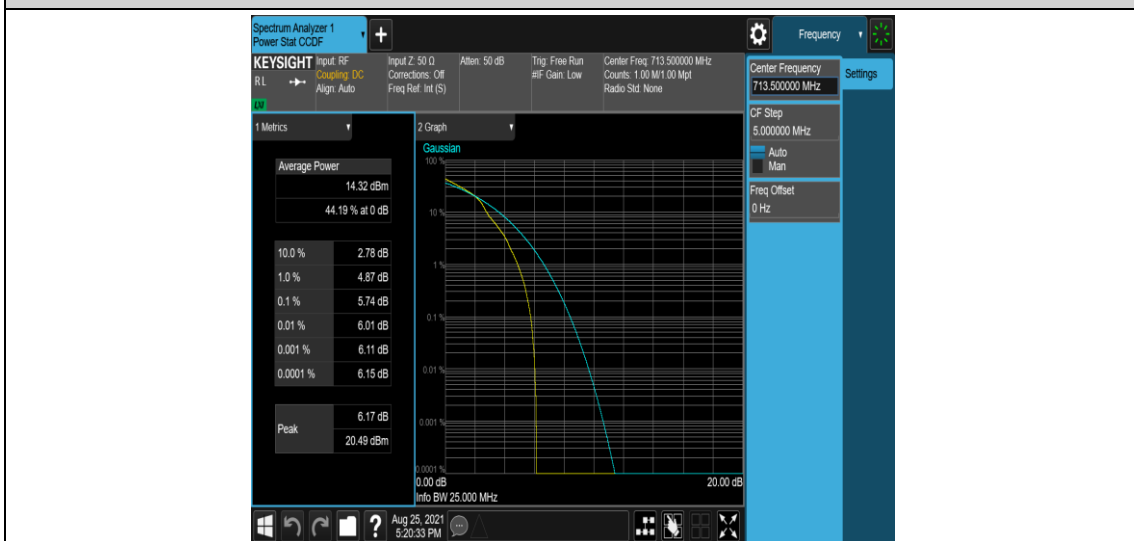 Spectrum Analyzer 1
Power Stat CCDF
+
Frequency
KEYSIGHT
RL
LXI
Input: RF
Coupling: DC
Align: Auto
Input Z: 50 Ω
Corrections: Off
Freq Ref: Int (S)
Atten: 50 dB
Trig: Free Run
#IF Gain: Low
Center Freq: 713.500000 MHz
Counts: 1.00 M/1.00 Mpt
Radio Std: None
Center Frequency
713.500000 MHz
Settings
CF Step
5.000000 MHz
Auto
Man
Freq Offset
0 Hz
1 Metrics
Average Power
14.32 dBm
44.19 % at 0 dB
10.0 % 2.78 dB
1.0 % 4.87 dB
0.1 % 5.74 dB
0.01 % 6.01 dB
0.001 % 6.11 dB
0.0001 % 6.15 dB
Peak
6.17 dB
20.49 dBm
2 Graph
Gaussian
100 %
10 %
1 %
0.1 %
0.01 %
0.001 %
0.0001 %
0.00 dB 20.00 dB
Info BW 25.000 MHz
?
Aug 25, 2021
5:20:33 PM